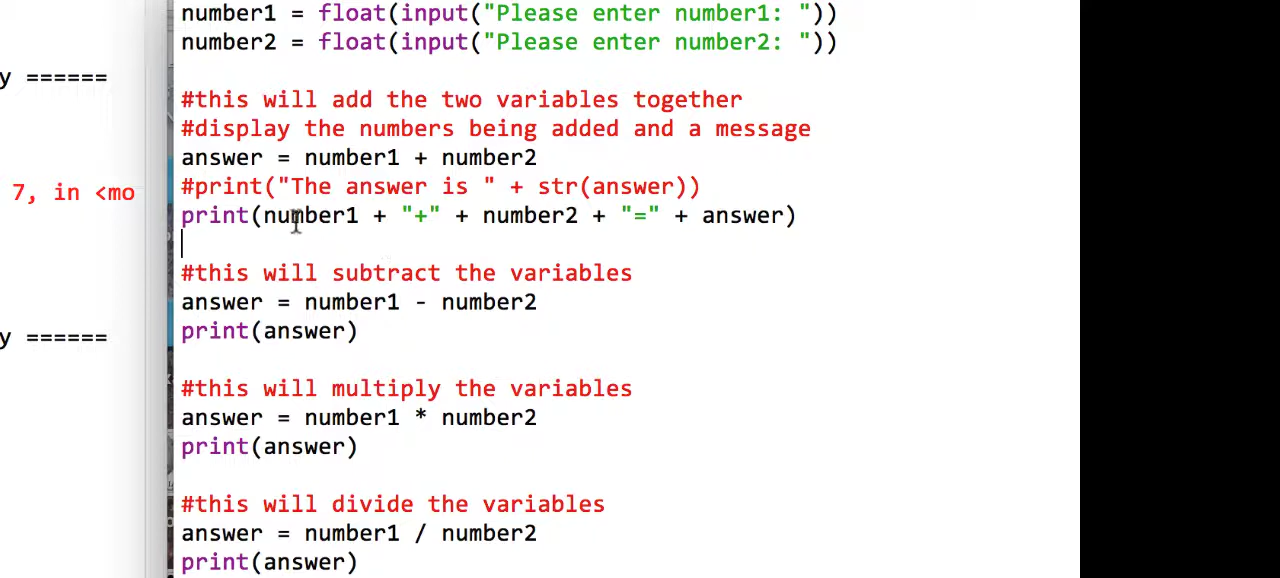 number1 = float(input("Please enter number1: "))
number2 = float(input("Please enter number2: "))
y ======
#this will add the two variables together
#display the numbers being added and a message
answer = number1 + number2
7, in <mo
#print("The answer is " + str(answer))
print(number1 + "+" + number2 + "=" + answer)
#this will subtract the variables
answer = number1 - number2
print(answer)
y ======
#this will multiply the variables
answer = number1 * number2
print(answer)
#this will divide the variables
answer = number1 / number2
print(answer)